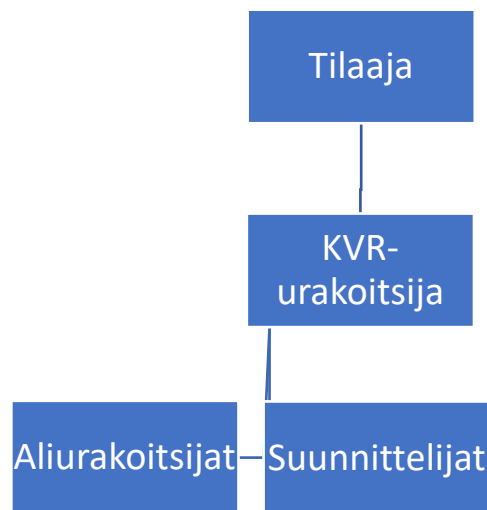 Tilaaja
KVR-
urakoitsija
Aliurakoitsijat
Suunnittelijat